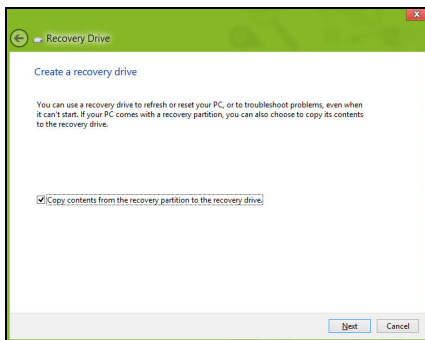 Recovery Drive
Create a recovery drive
You can use a recovery drive to refresh or reset your PC, or to troubleshoot problems, even when
it can't start. If your PC comes with a recovery partition, you can also choose to copy its contents
to the recovery drive.
Copy contents from the recovery partition to the recovery drive.
Next Cancel